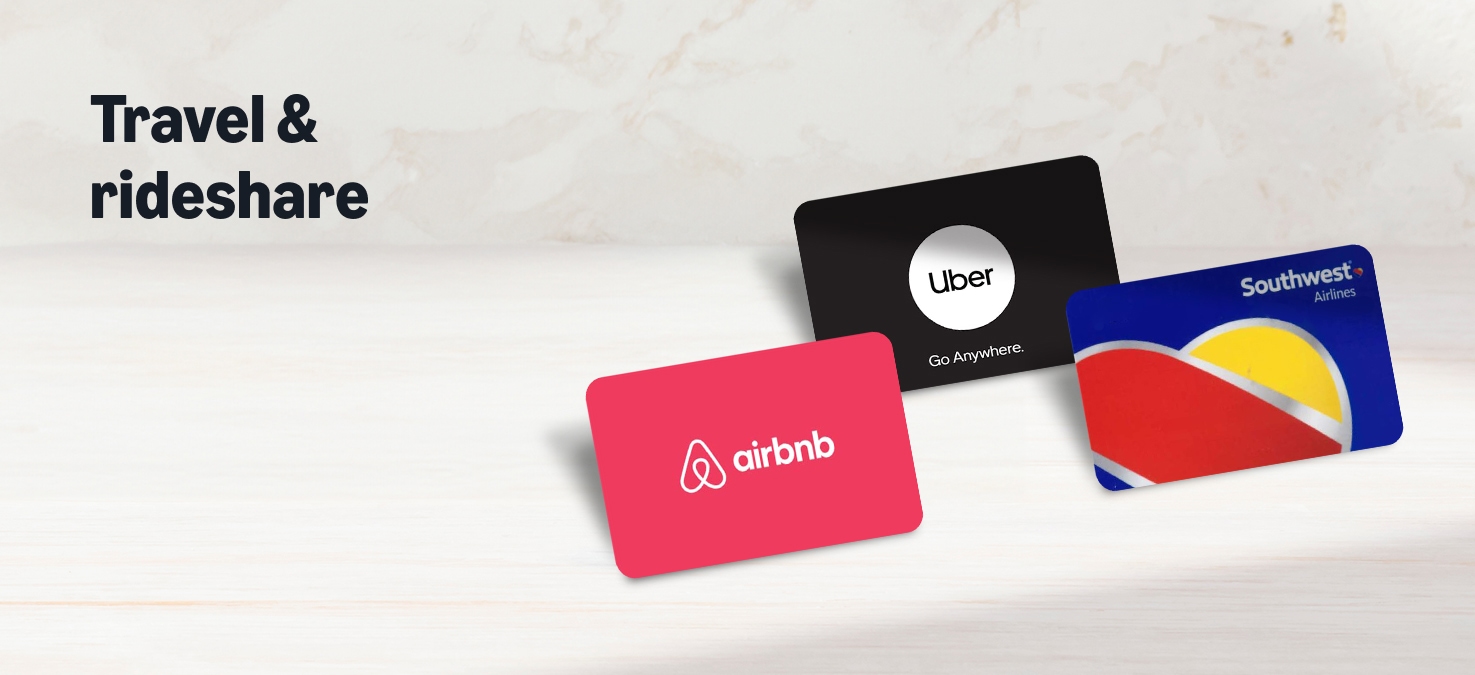 Travel &
rideshare
Uber
Go Anywhere.
Southwest
Airlines
airbnb